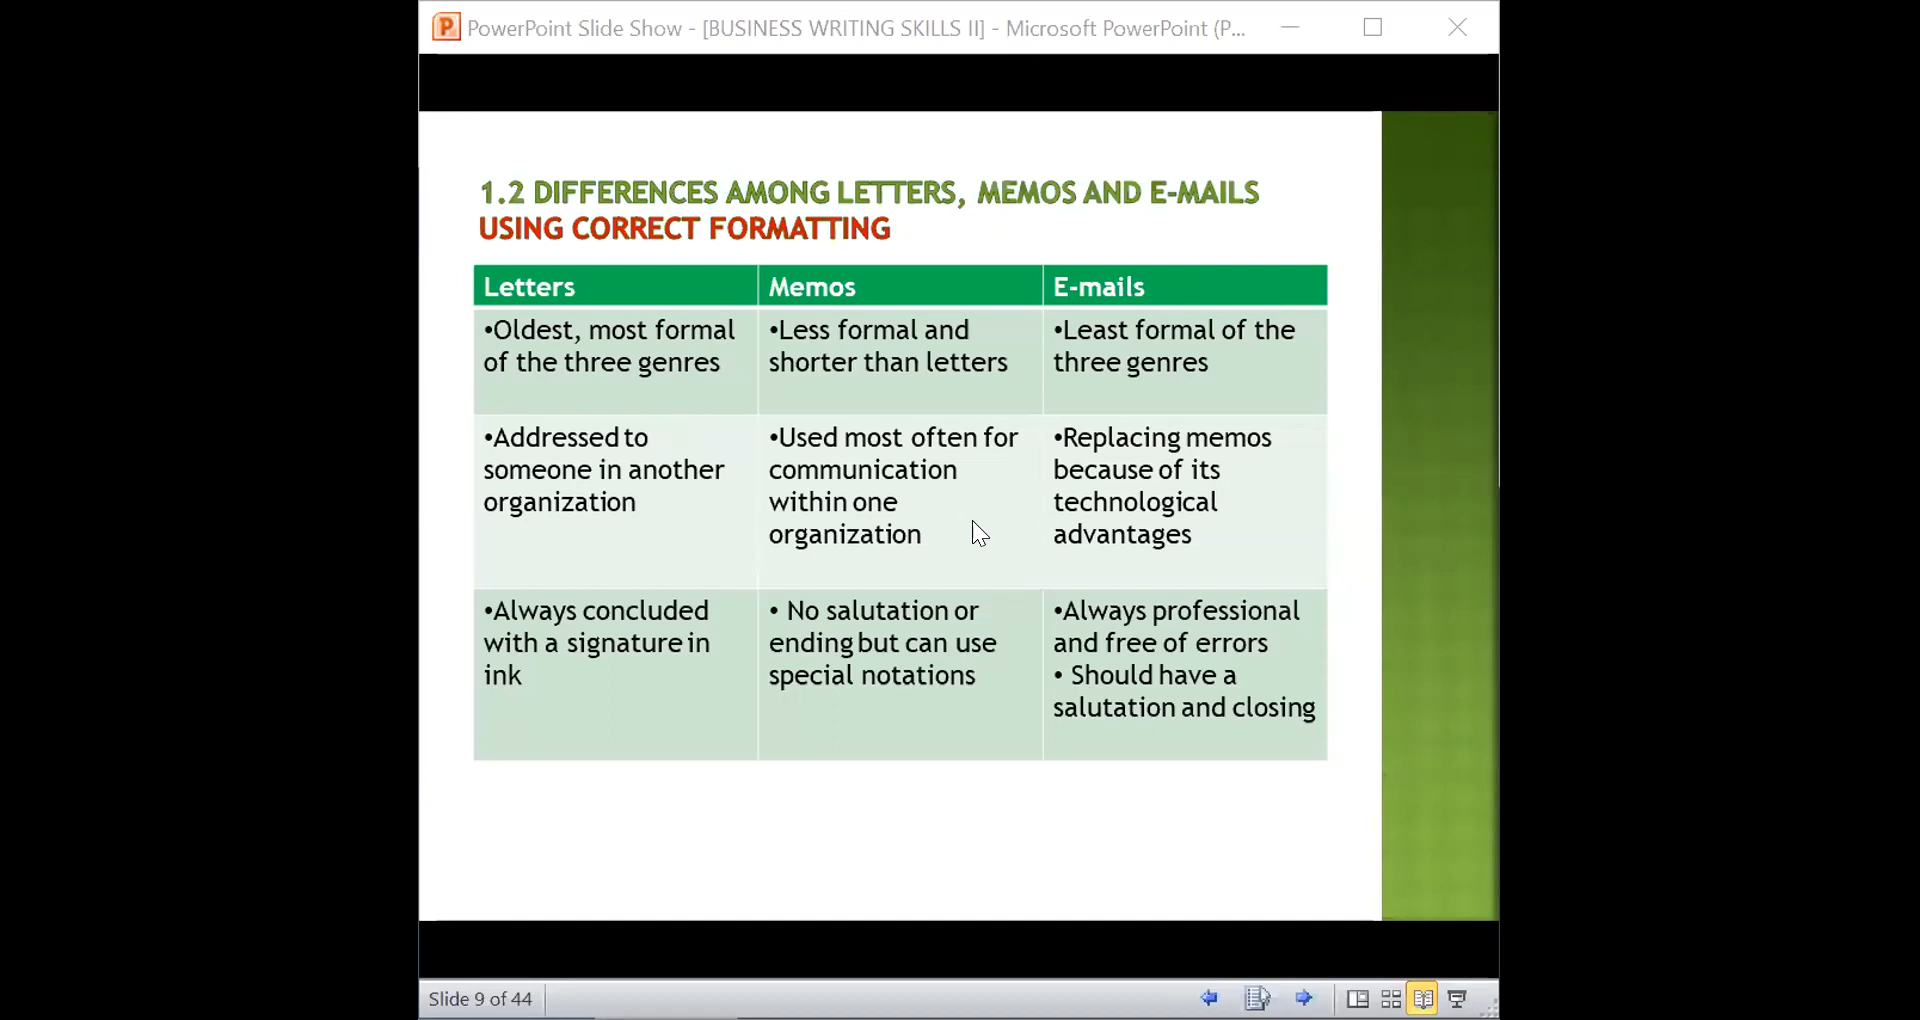 PowerPoint Slide Show - [BUSINESS WRITING SKILLS II] - Microsoft PowerPoint (P...
1.2 DIFFERENCES AMONG LETTERS, MEMOS AND E-MAILS
USING CORRECT FORMATTING
Letters
Memos
E-mails
•Oldest, most formal
of the three genres
•Less formal and
shorter than letters
•Least formal of the
three genres
•Addressed to
someone in another
organization
•Used most often for
communication
within one
organization
•Replacing memos
because of its
technological
advantages
•Always concluded
with a signature in
ink
• No salutation or
ending but can use
special notations
•Always professional
and free of errors
• Should have a
salutation and closing
Slide 9 of 44